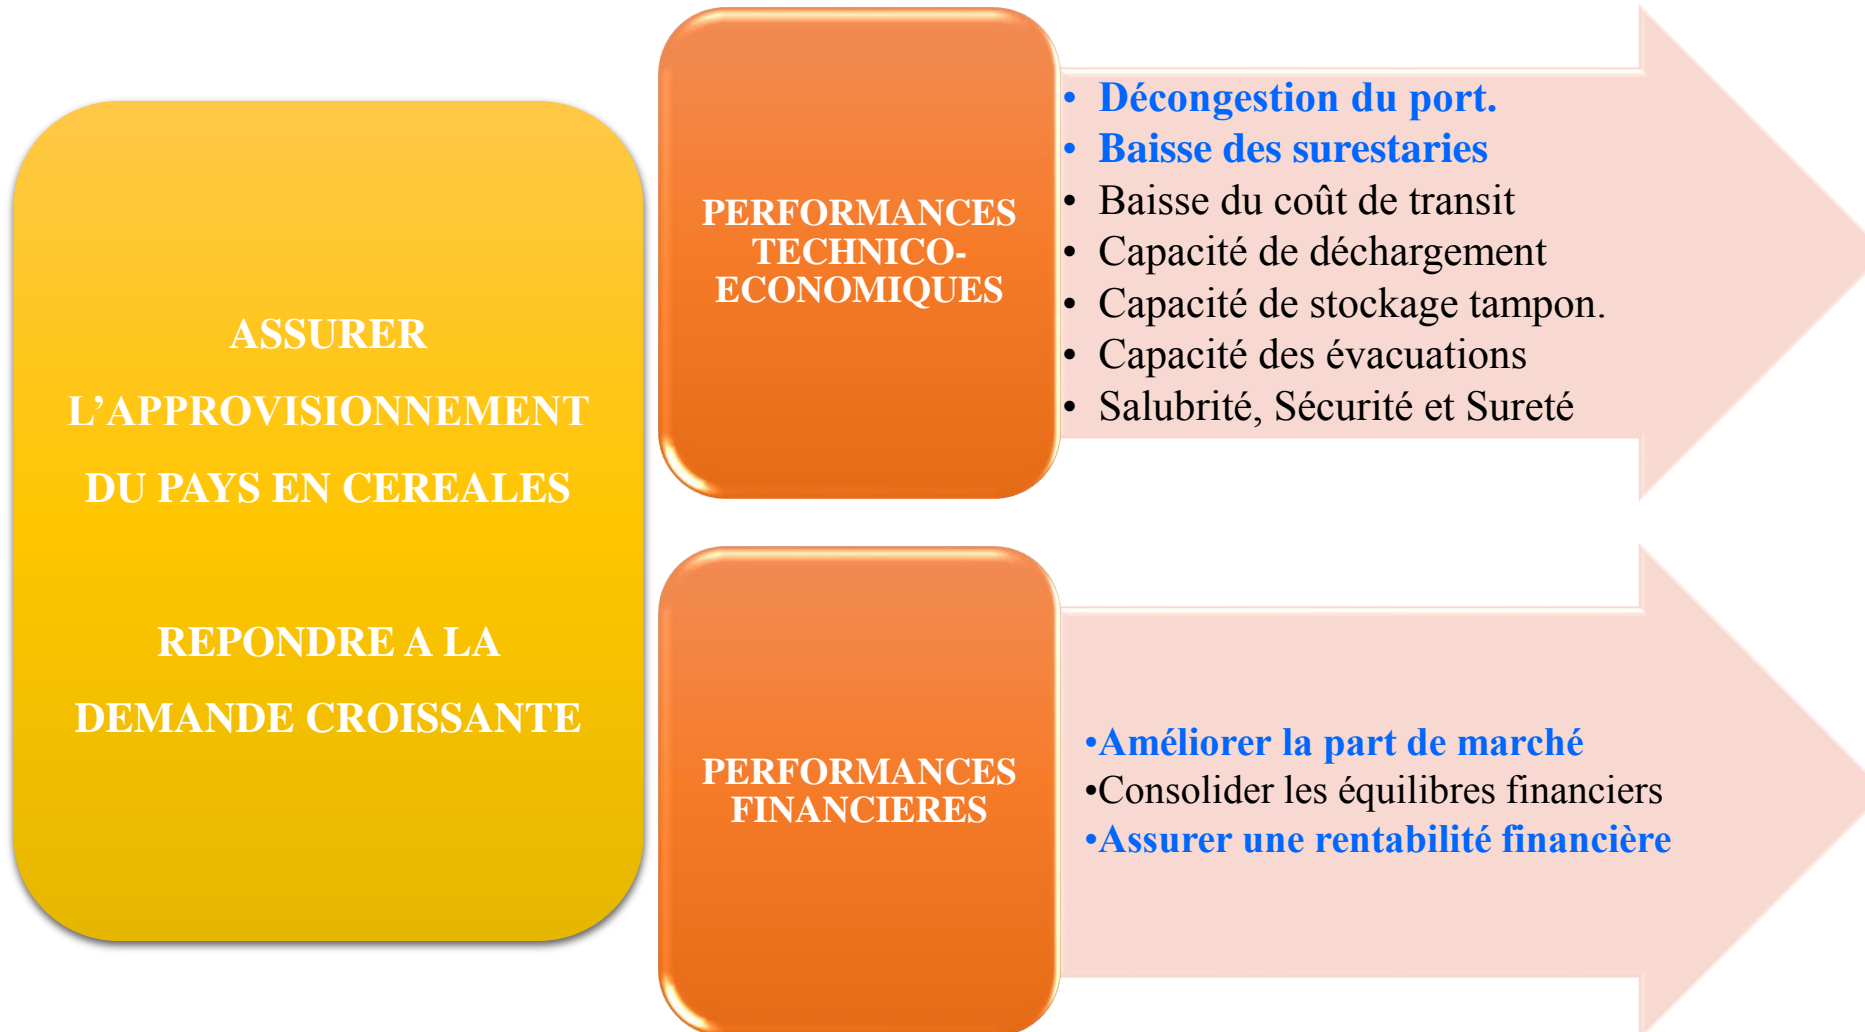 ASSURER
L’APPROVISIONNEMENT
DU PAYS EN CEREALES
REPONDRE A LA
DEMANDE CROISSANTE
PERFORMANCES
TECHNICO-
ECONOMIQUES
• Décongestion du port.
• Baisse des surestaries
• Baisse du coût de transit
• Capacité de déchargement
• Capacité de stockage tampon.
• Capacité des évacuations
• Salubrité, Sécurité et Sureté
PERFORMANCES
FINANCIERES
•Améliorer la part de marché
•Consolider les équilibres financiers
•Assurer une rentabilité financière